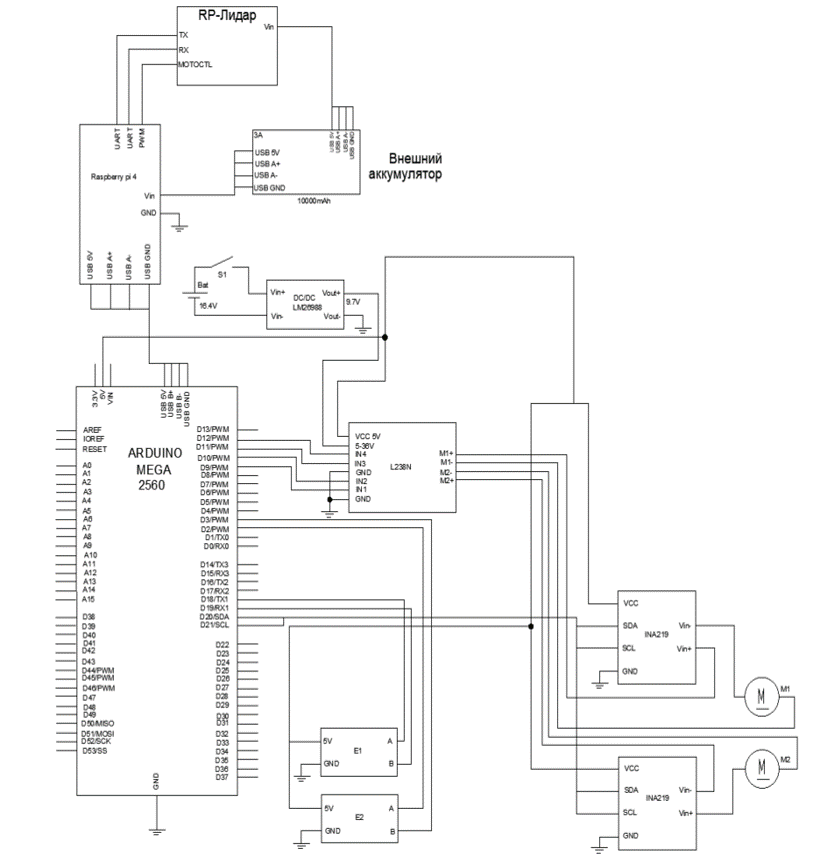 RP-Лидар
Vin
TX
RX
MOTOCTL
UART
UART
PWM
Raspberry pi 4
Vin
GND
USB 5V
USB A+
USB A-
USB GND
3A
USB 5V
USB A+
USB A-
USB GND
USB 5V
USB A+
USB A-
USB GND
10000mAh
Внешний
аккумулятор
Bat
16.4V
S1
Vin+
Vin-
DC/DC
LM26988
Vout+
Vout-
9.7V
3.3V
5V
VIN
USB 5V
USB B+
USB B-
USB GND
ARDUINO
MEGA
2560
AREF
IOREF
RESET
A0
A1
A2
A3
A4
A5
A6
A7
A8
A9
A10
A11
A12
A13
A14
A15
D38
D39
D40
D41
D42
D43
D44/PWM
D45/PWM
D46/PWM
D47
D48
D49
D50/MISO
D51/MOSI
D52/SCK
D53/SS
D13/PWM
D12/PWM
D11/PWM
D10/PWM
D9/PWM
D8/PWM
D7/PWM
D6/PWM
D5/PWM
D4/PWM
D3/PWM
D2/PWM
D1/TX0
D0/RX0
D14/TX3
D15/RX3
D16/TX2
D17/RX2
D18/TX1
D19/RX1
D20/SDA
D21/SCL
D22
D23
D24
D25
D26
D27
D28
D29
D30
D31
D32
D33
D34
D35
D36
D37
GND
VCC 5V
5-36V
IN4
IN3
GND
IN2
IN1
GND
L238N
M1+
M1-
M2-
M2+
VCC
SDA
SCL
GND
INA219
Vin-
Vin+
M
M1
5V
GND
E1
A
B
5V
GND
E2
A
B
VCC
SDA
SCL
GND
INA219
Vin-
Vin+
M
M2